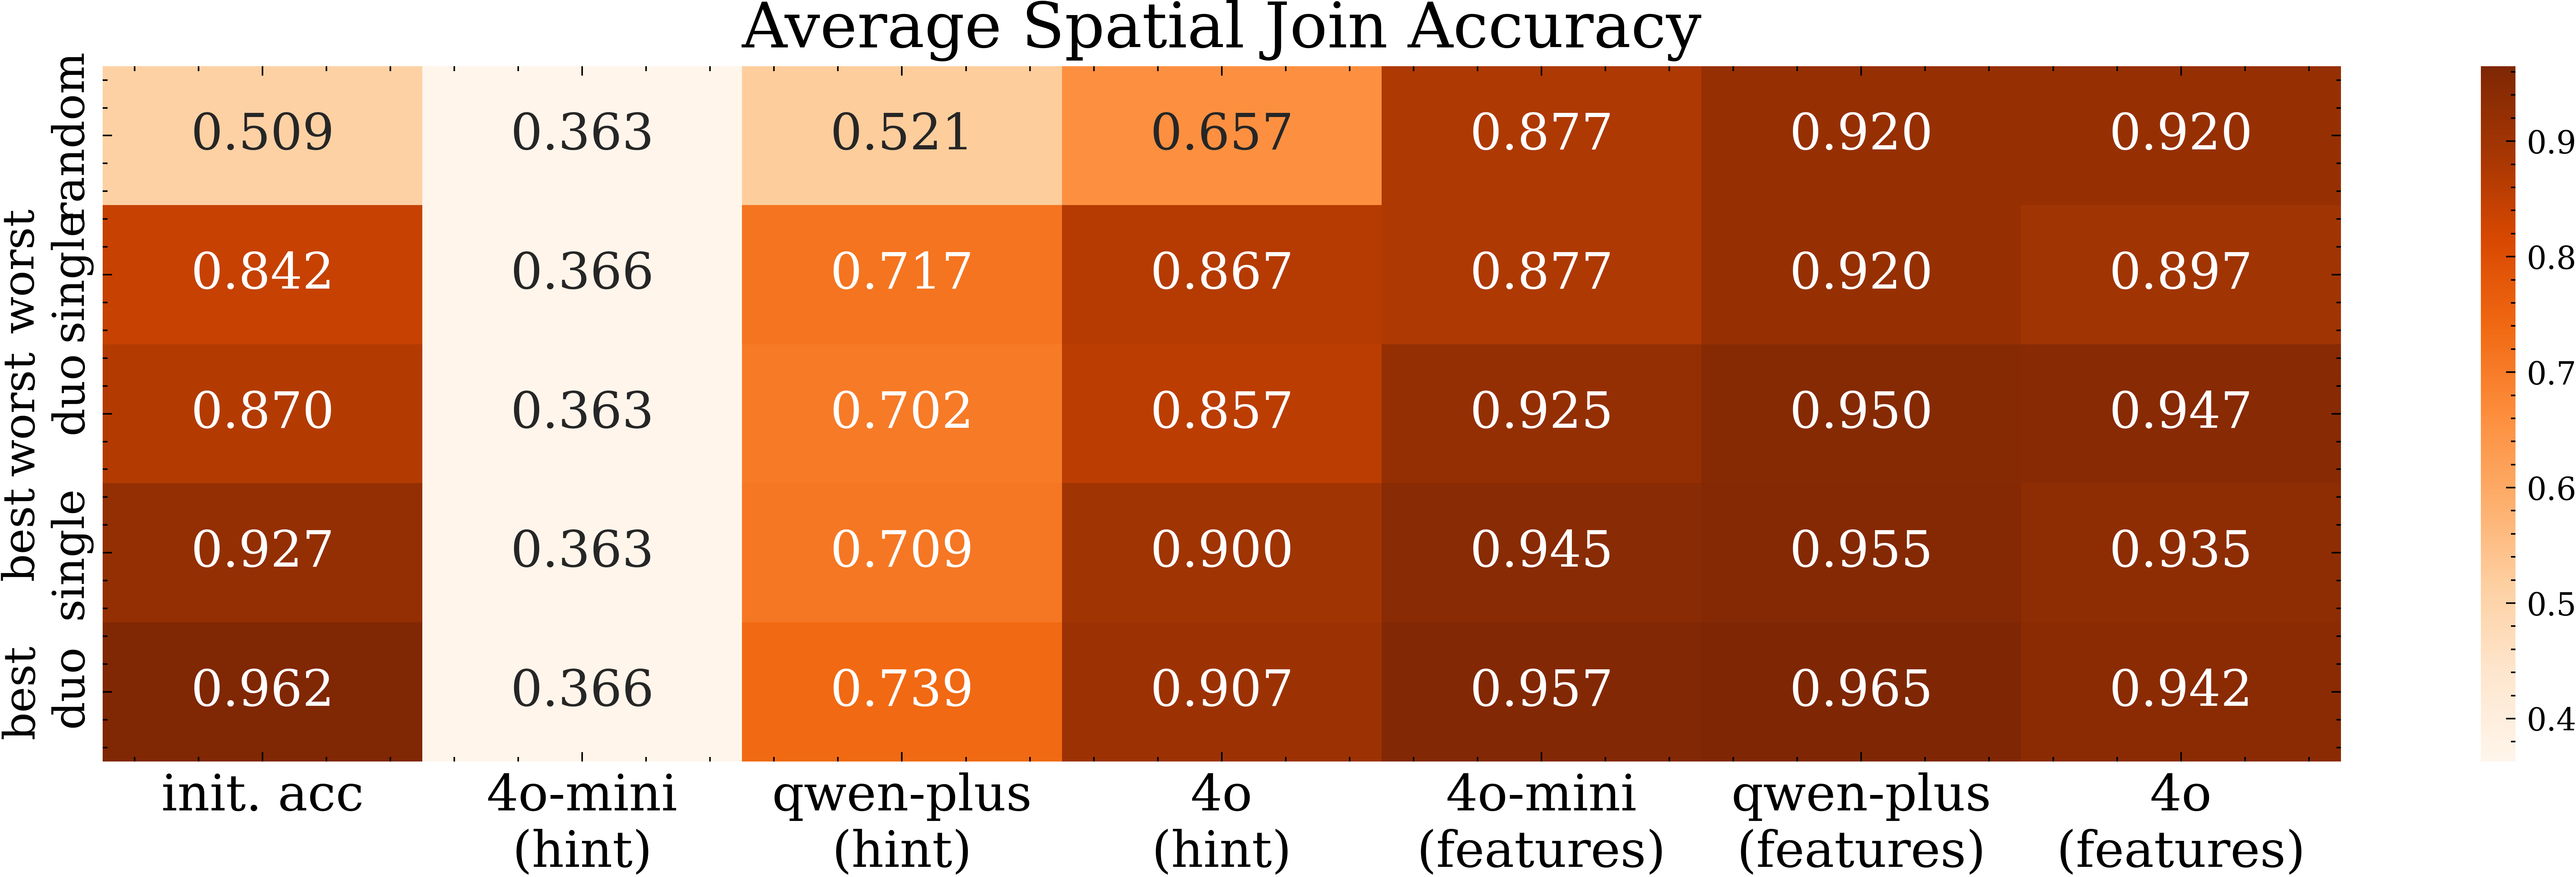 Average Spatial Join Accuracy
random
0.509 0.363 0.521 0.657 0.877 0.920 0.920
worst
single
0.842 0.366 0.717 0.867 0.877 0.920 0.897
worst
duo
0.870 0.363 0.702 0.857 0.925 0.950 0.947
best
single
0.927 0.363 0.709 0.900 0.945 0.955 0.935
best
duo
0.962 0.366 0.739 0.907 0.957 0.965 0.942
init. acc
4o-mini
(hint)
qwen-plus
(hint)
4o
(hint)
4o-mini
(features)
qwen-plus
(features)
4o
(features)
0.9
0.8
0.7
0.6
0.5
0.4